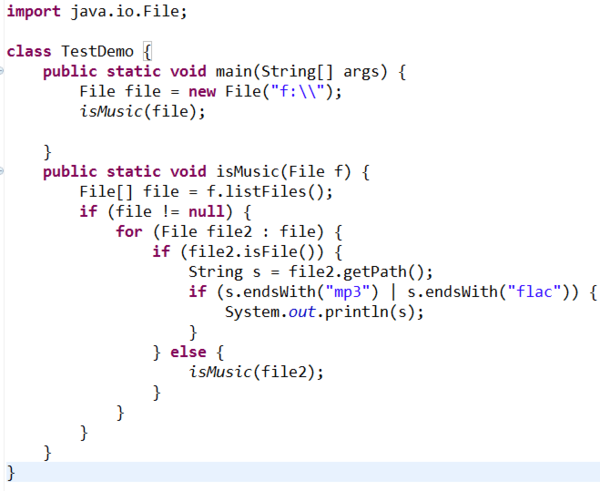 import java.io.File;
class TestDemo {
public static void main(String[] args) {
File file = new File("f:\\");
isMusic(file);
}
public static void isMusic(File f) {
File[] file = f.listFiles();
if (file != null) {
for (File file2 : file) {
if (file2.isFile()) {
String s = file2.getPath();
if (s.endsWith("mp3") | s.endsWith("flac")) {
System.out.println(s);
}
} else {
isMusic(file2);
}
}
}
}
}